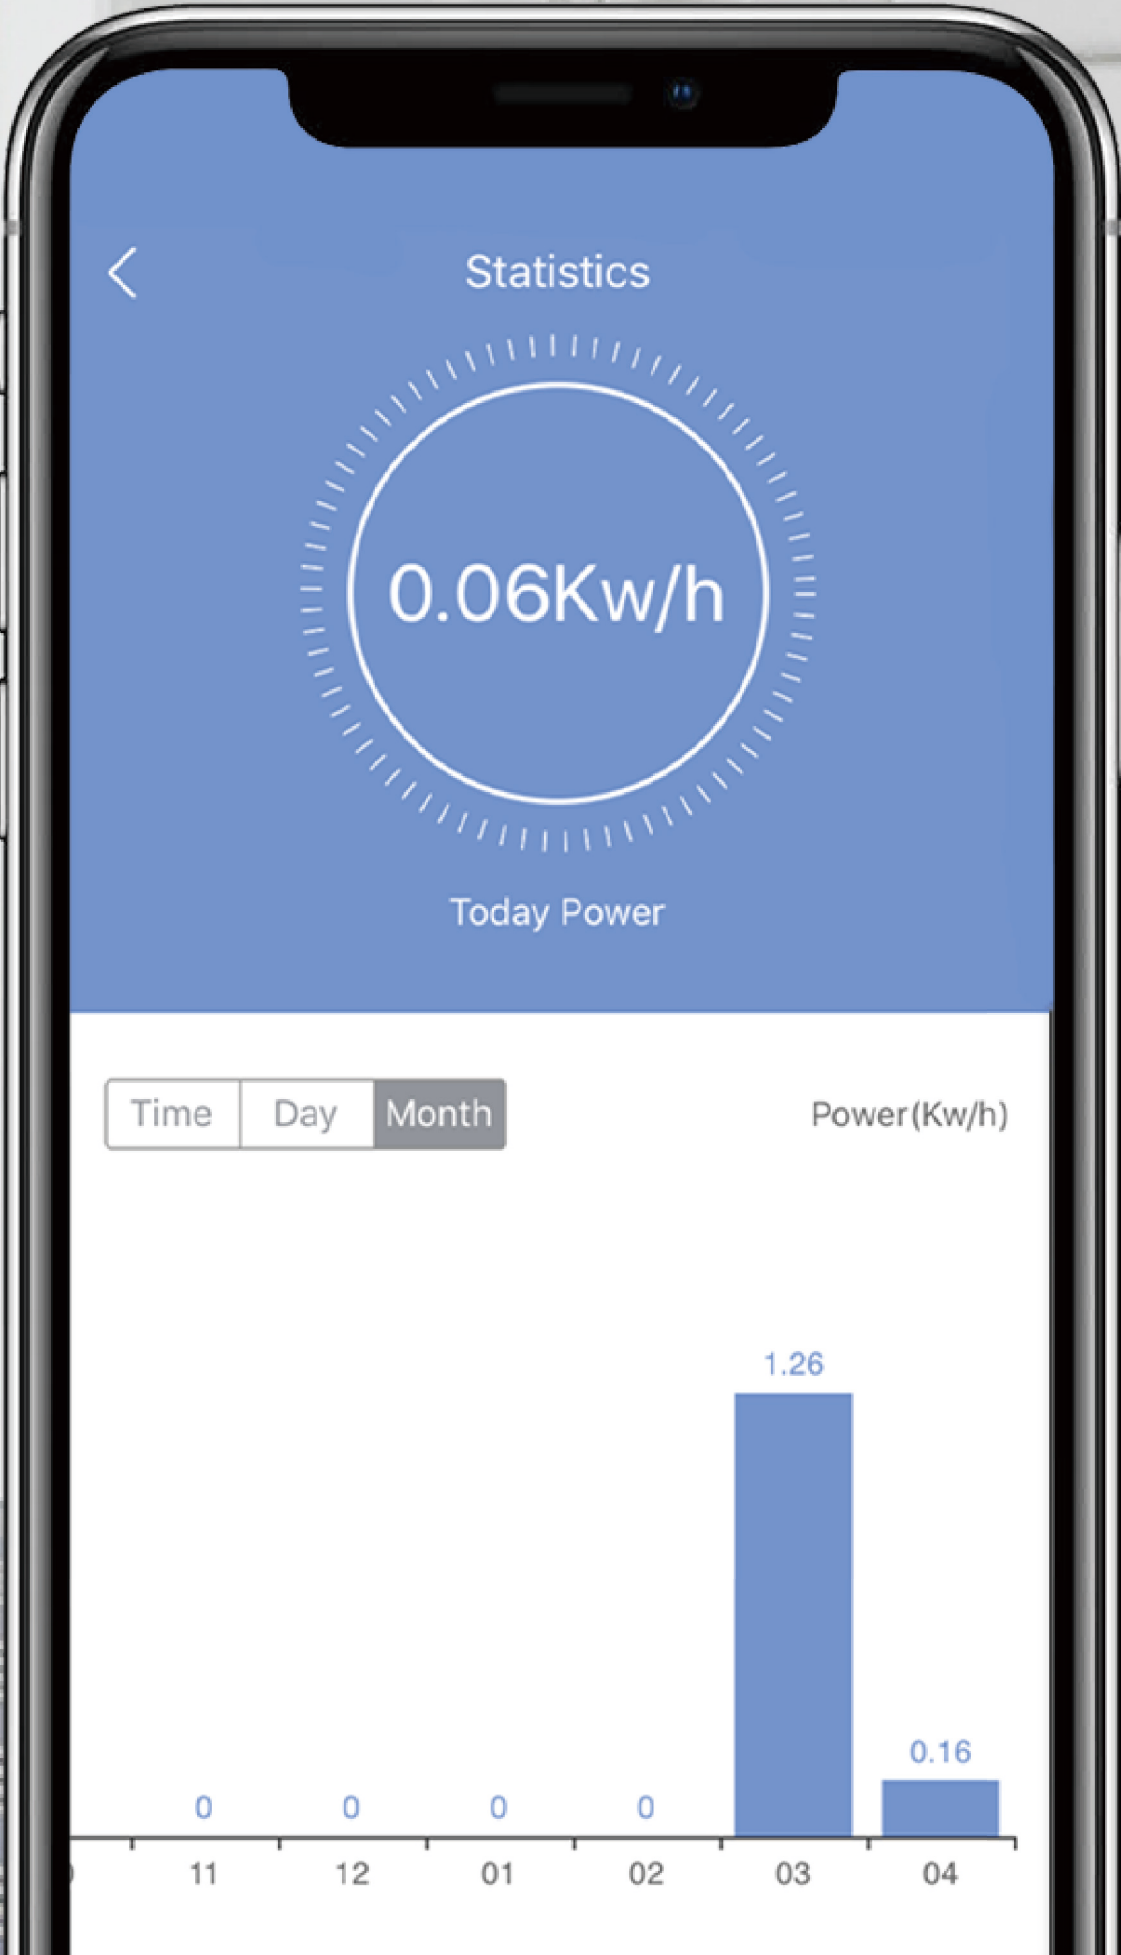 Statistics
0.06Kw/h
Today Power
Time Day Month Power(Kw/h)
1.26
0.16
0 0 0 0
11 12 01 02 03 04